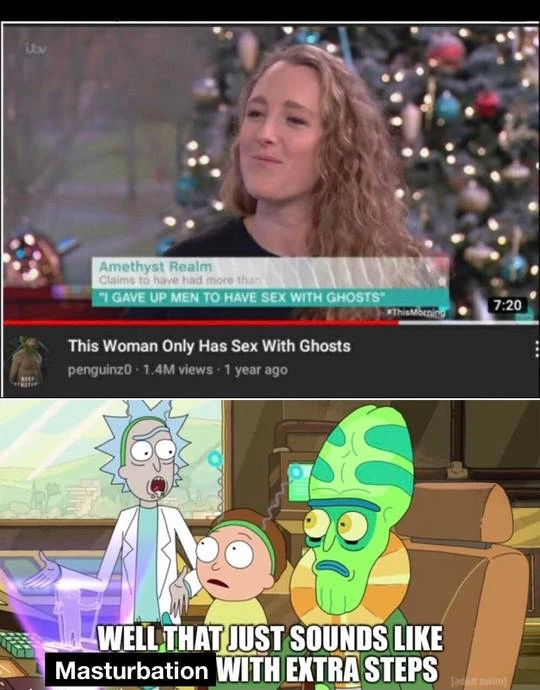 itv
Amethyst Realm
Claims to have had more than
"I GAVE UP MEN TO HAVE SEX WITH GHOSTS"
#ThisMorning
7:20
This Woman Only Has Sex With Ghosts
penguinz0 · 1.4M views · 1 year ago
WELL THAT JUST SOUNDS LIKE
Masturbation WITH EXTRA STEPS
[adult swim]